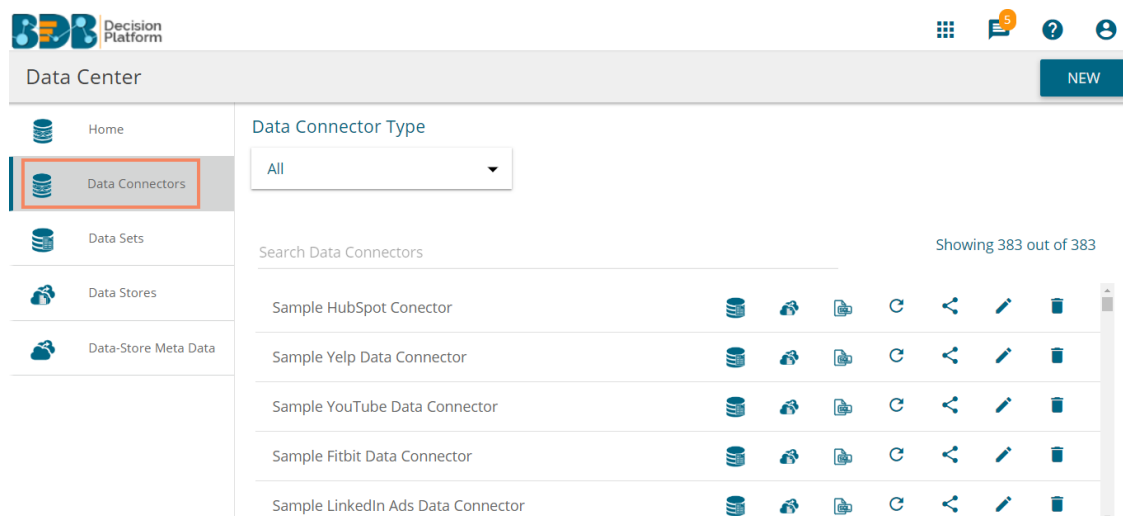 BDB Decision
Platform
5
Data Center
NEW
Home
Data Connectors
Data Sets
Data Stores
Data-Store Meta Data
Data Connector Type
All
Search Data Connectors
Showing 383 out of 383
Sample HubSpot Conector
Sample Yelp Data Connector
Sample YouTube Data Connector
Sample Fitbit Data Connector
Sample LinkedIn Ads Data Connector